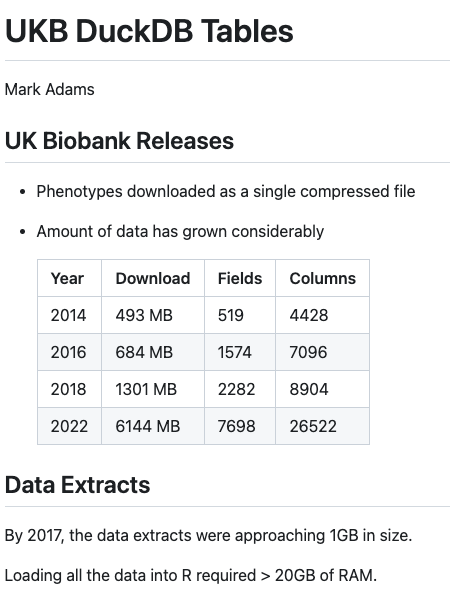 UKB DuckDB Tables
Mark Adams
UK Biobank Releases
• Phenotypes downloaded as a single compressed file
• Amount of data has grown considerably
Year Download Fields Columns
2014 493 MB 519 4428
2016 684 MB 1574 7096
2018 1301 MB 2282 8904
2022 6144 MB 7698 26522
Data Extracts
By 2017, the data extracts were approaching 1GB in size.
Loading all the data into R required > 20GB of RAM.